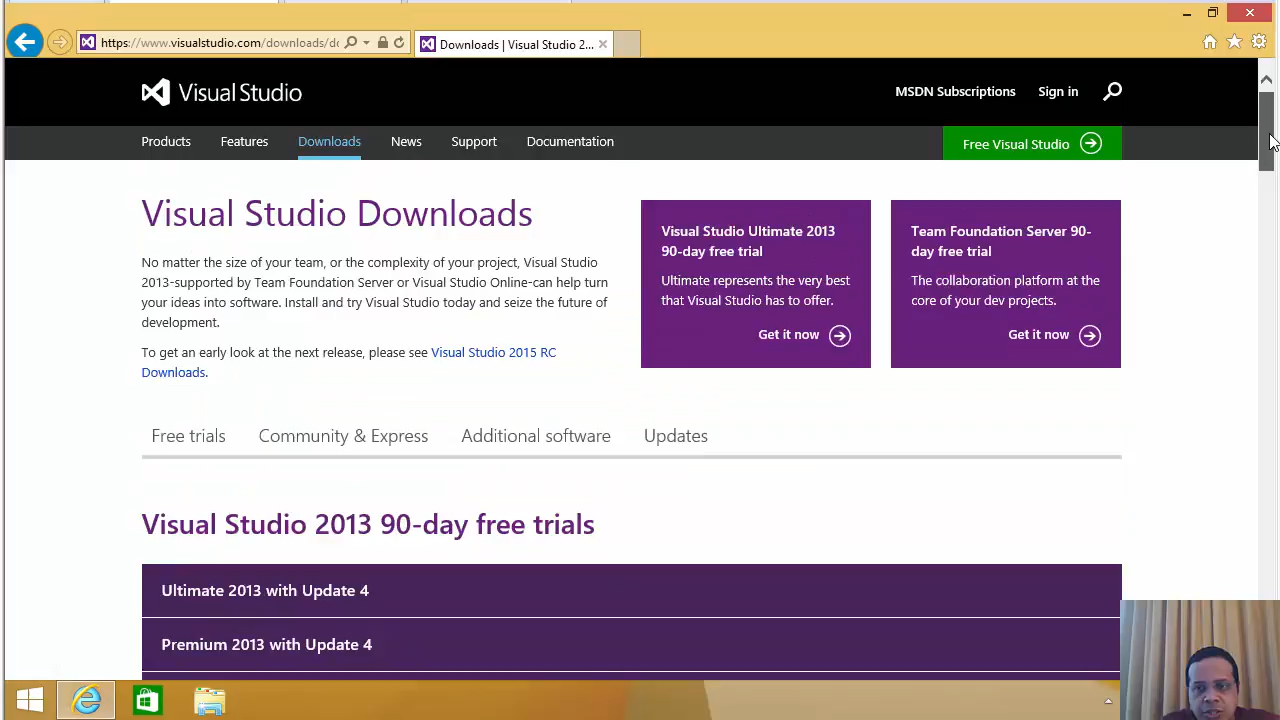 https://www.visualstudio.com/downloads/d
Downloads | Visual Studio 2...
Visual Studio
MSDN Subscriptions
Sign in
Products
Features
Downloads
News
Support
Documentation
Free Visual Studio
Visual Studio Downloads
No matter the size of your team, or the complexity of your project, Visual Studio
2013-supported by Team Foundation Server or Visual Studio Online-can help turn
your ideas into software. Install and try Visual Studio today and seize the future of
development.
To get an early look at the next release, please see Visual Studio 2015 RC
Downloads.
Visual Studio Ultimate 2013
90-day free trial
Ultimate represents the very best
that Visual Studio has to offer.
Get it now
Team Foundation Server 90-
day free trial
The collaboration platform at the
core of your dev projects.
Get it now
Free trials
Community & Express
Additional software
Updates
Visual Studio 2013 90-day free trials
Ultimate 2013 with Update 4
Premium 2013 with Update 4